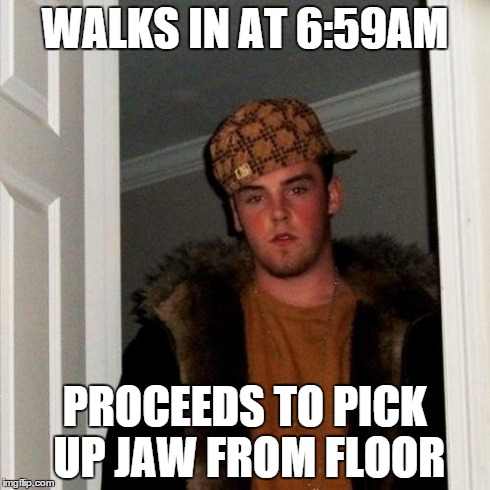 WALKS IN AT 6:59AM
PROCEEDS TO PICK
UP JAW FROM FLOOR
imgflip.com